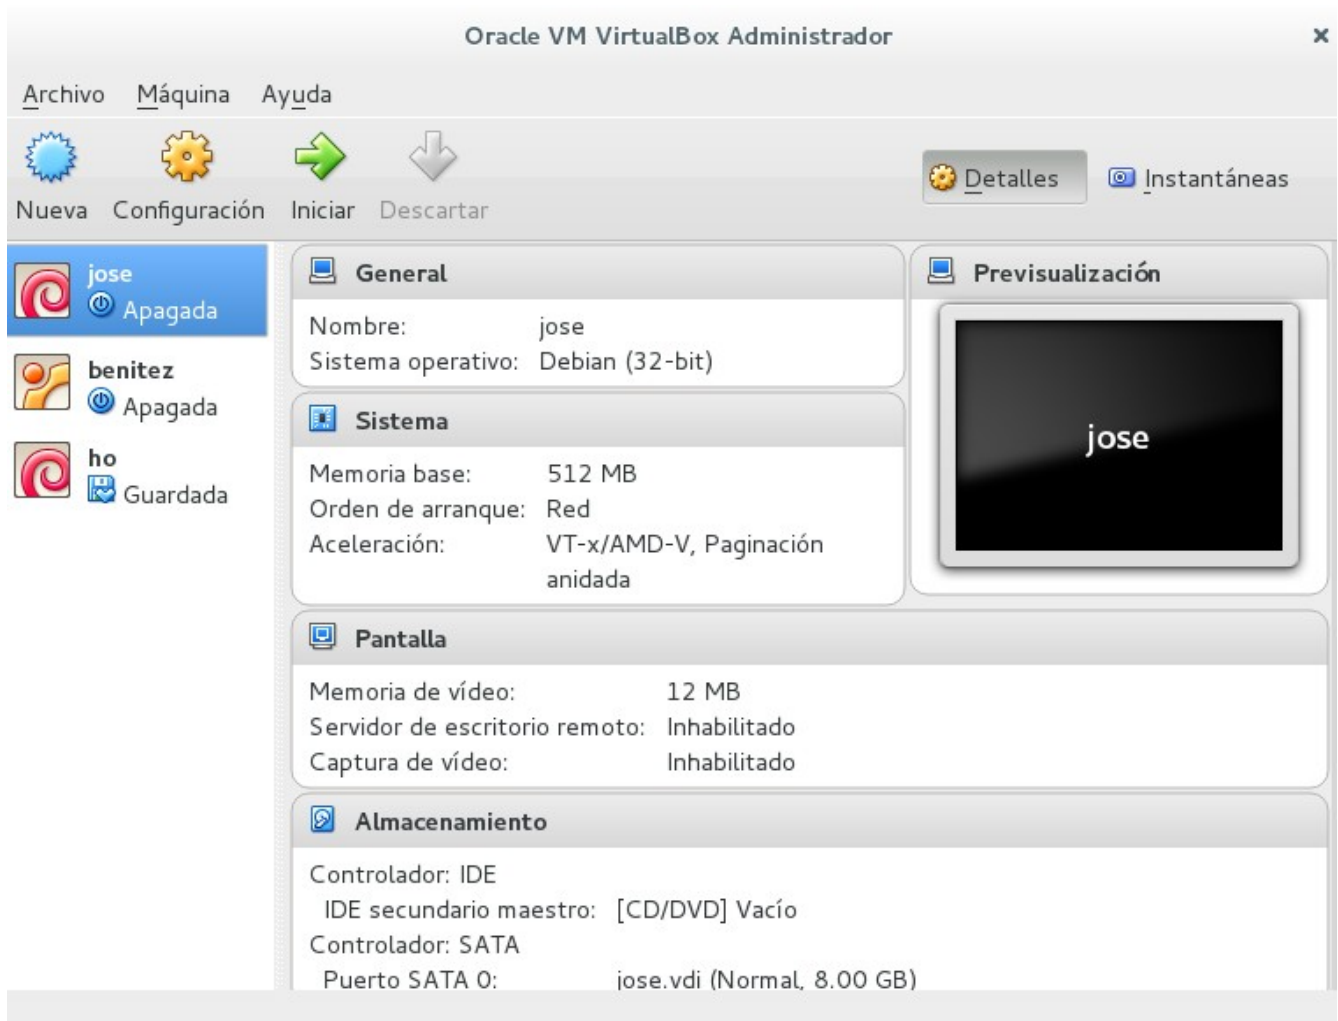 Oracle VM VirtualBox Administrador
Archivo Máquina Ayuda
Nueva Configuración Iniciar Descartar
Detalles Instantáneas
jose
Apagada
benitez
Apagada
ho
Guardada
General
Nombre: jose
Sistema operativo: Debian (32-bit)
Sistema
Memoria base: 512 MB
Orden de arranque: Red
Aceleración: VT-x/AMD-V, Paginación
anidada
Previsualización
jose
Pantalla
Memoria de vídeo: 12 MB
Servidor de escritorio remoto: Inhabilitado
Captura de vídeo: Inhabilitado
Almacenamiento
Controlador: IDE
IDE secundario maestro: [CD/DVD] Vacío
Controlador: SATA
Puerto SATA 0: jose.vdi (Normal, 8.00 GB)